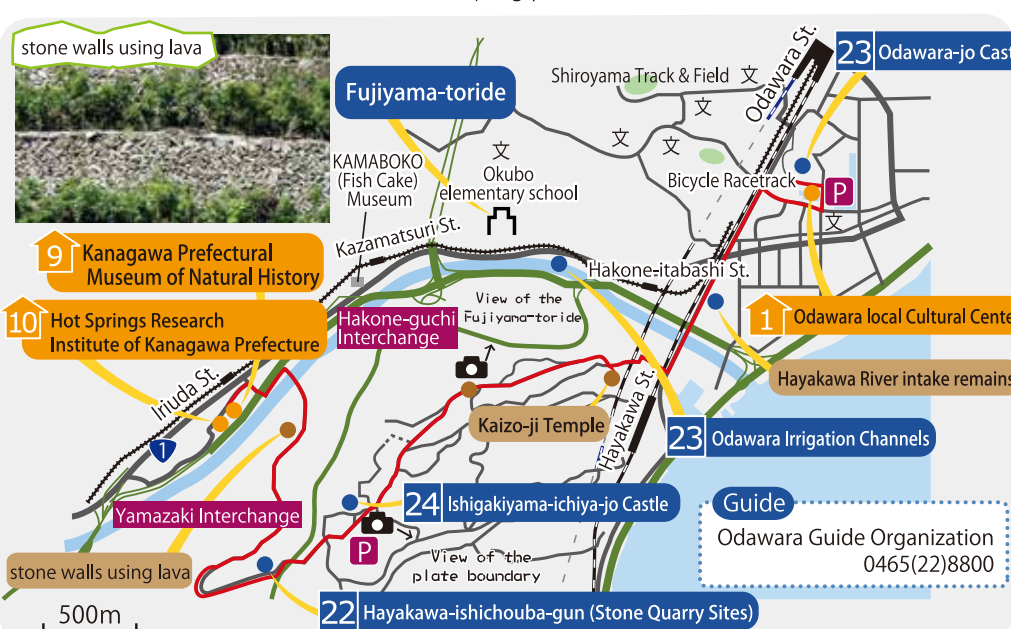 stone walls using lava
Fujiyama-toride
Shiroyama Track & Field
文
Odawara St.
23 Odawara-jo Cast
文
文
文
KAMABOKO
(Fish Cake)
Museum
Okubo
elementary school
Bicycle Racetrack
P
文
Kazamatsuri St.
9 Kanagawa Prefectural
Museum of Natural History
Hakone-itabashi St.
View of the
Fujiyama-toride
10 Hot Springs Research
Institute of Kanagawa Prefecture
Hakone-guchi
Interchange
1 Odawara local Cultural Cente
Hayakawa River intake remains
Iriuda St.
Kaizo-ji Temple
Hayakawa St.
23 Odawara Irrigation Channels
1
24 Ishigakiyama-ichiya-jo Castle
Yamazaki Interchange
P
View of the
plate boundary
Guide
Odawara Guide Organization
0465(22)8800
stone walls using lava
22 Hayakawa-ishichouba-gun (Stone Quarry Sites)
500m